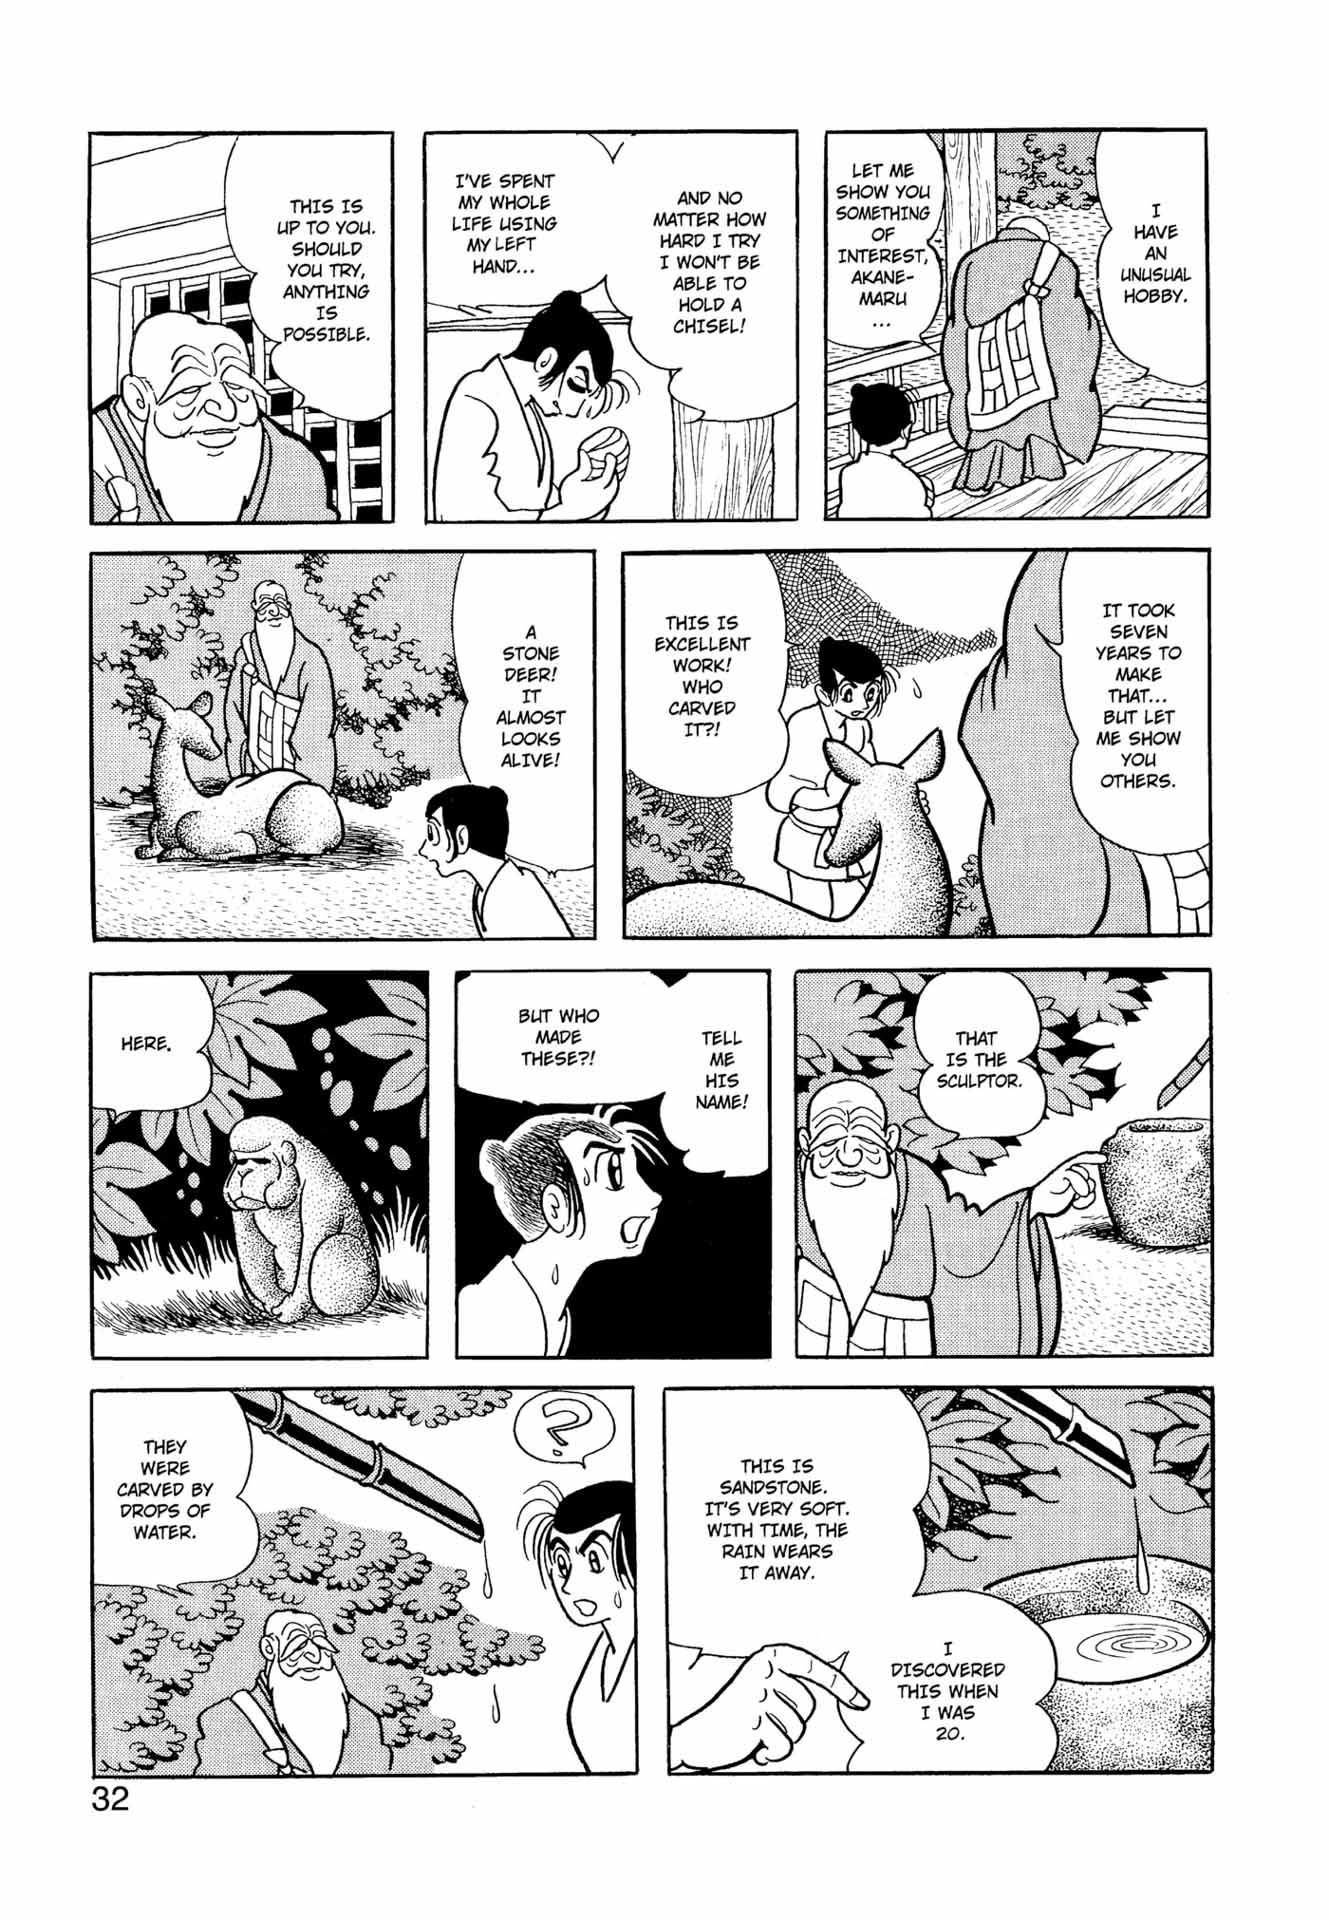 THIS IS
UP TO YOU.
SHOULD
YOU TRY,
ANYTHING
IS
POSSIBLE.
I'VE SPENT
MY WHOLE
LIFE USING
MY LEFT
HAND...
AND NO
MATTER HOW
HARD I TRY
I WON'T BE
ABLE TO
HOLD A
CHISEL!
LET ME
SHOW YOU
SOMETHING
OF
INTEREST,
AKANE-
MARU
...
I
HAVE
AN
UNUSUAL
HOBBY.
A
STONE
DEER!
IT
ALMOST
LOOKS
ALIVE!
THIS IS
EXCELLENT
WORK!
WHO
CARVED
IT?!
IT TOOK
SEVEN
YEARS TO
MAKE
THAT...
BUT LET
ME SHOW
YOU
OTHERS.
HERE.
BUT WHO
MADE
THESE?!
TELL
ME
HIS
NAME!
THAT
IS THE
SCULPTOR.
THEY
WERE
CARVED BY
DROPS OF
WATER.
?
THIS IS
SANDSTONE.
IT'S VERY SOFT.
WITH TIME, THE
RAIN WEARS
IT AWAY.
I
DISCOVERED
THIS WHEN
I WAS
20.
32